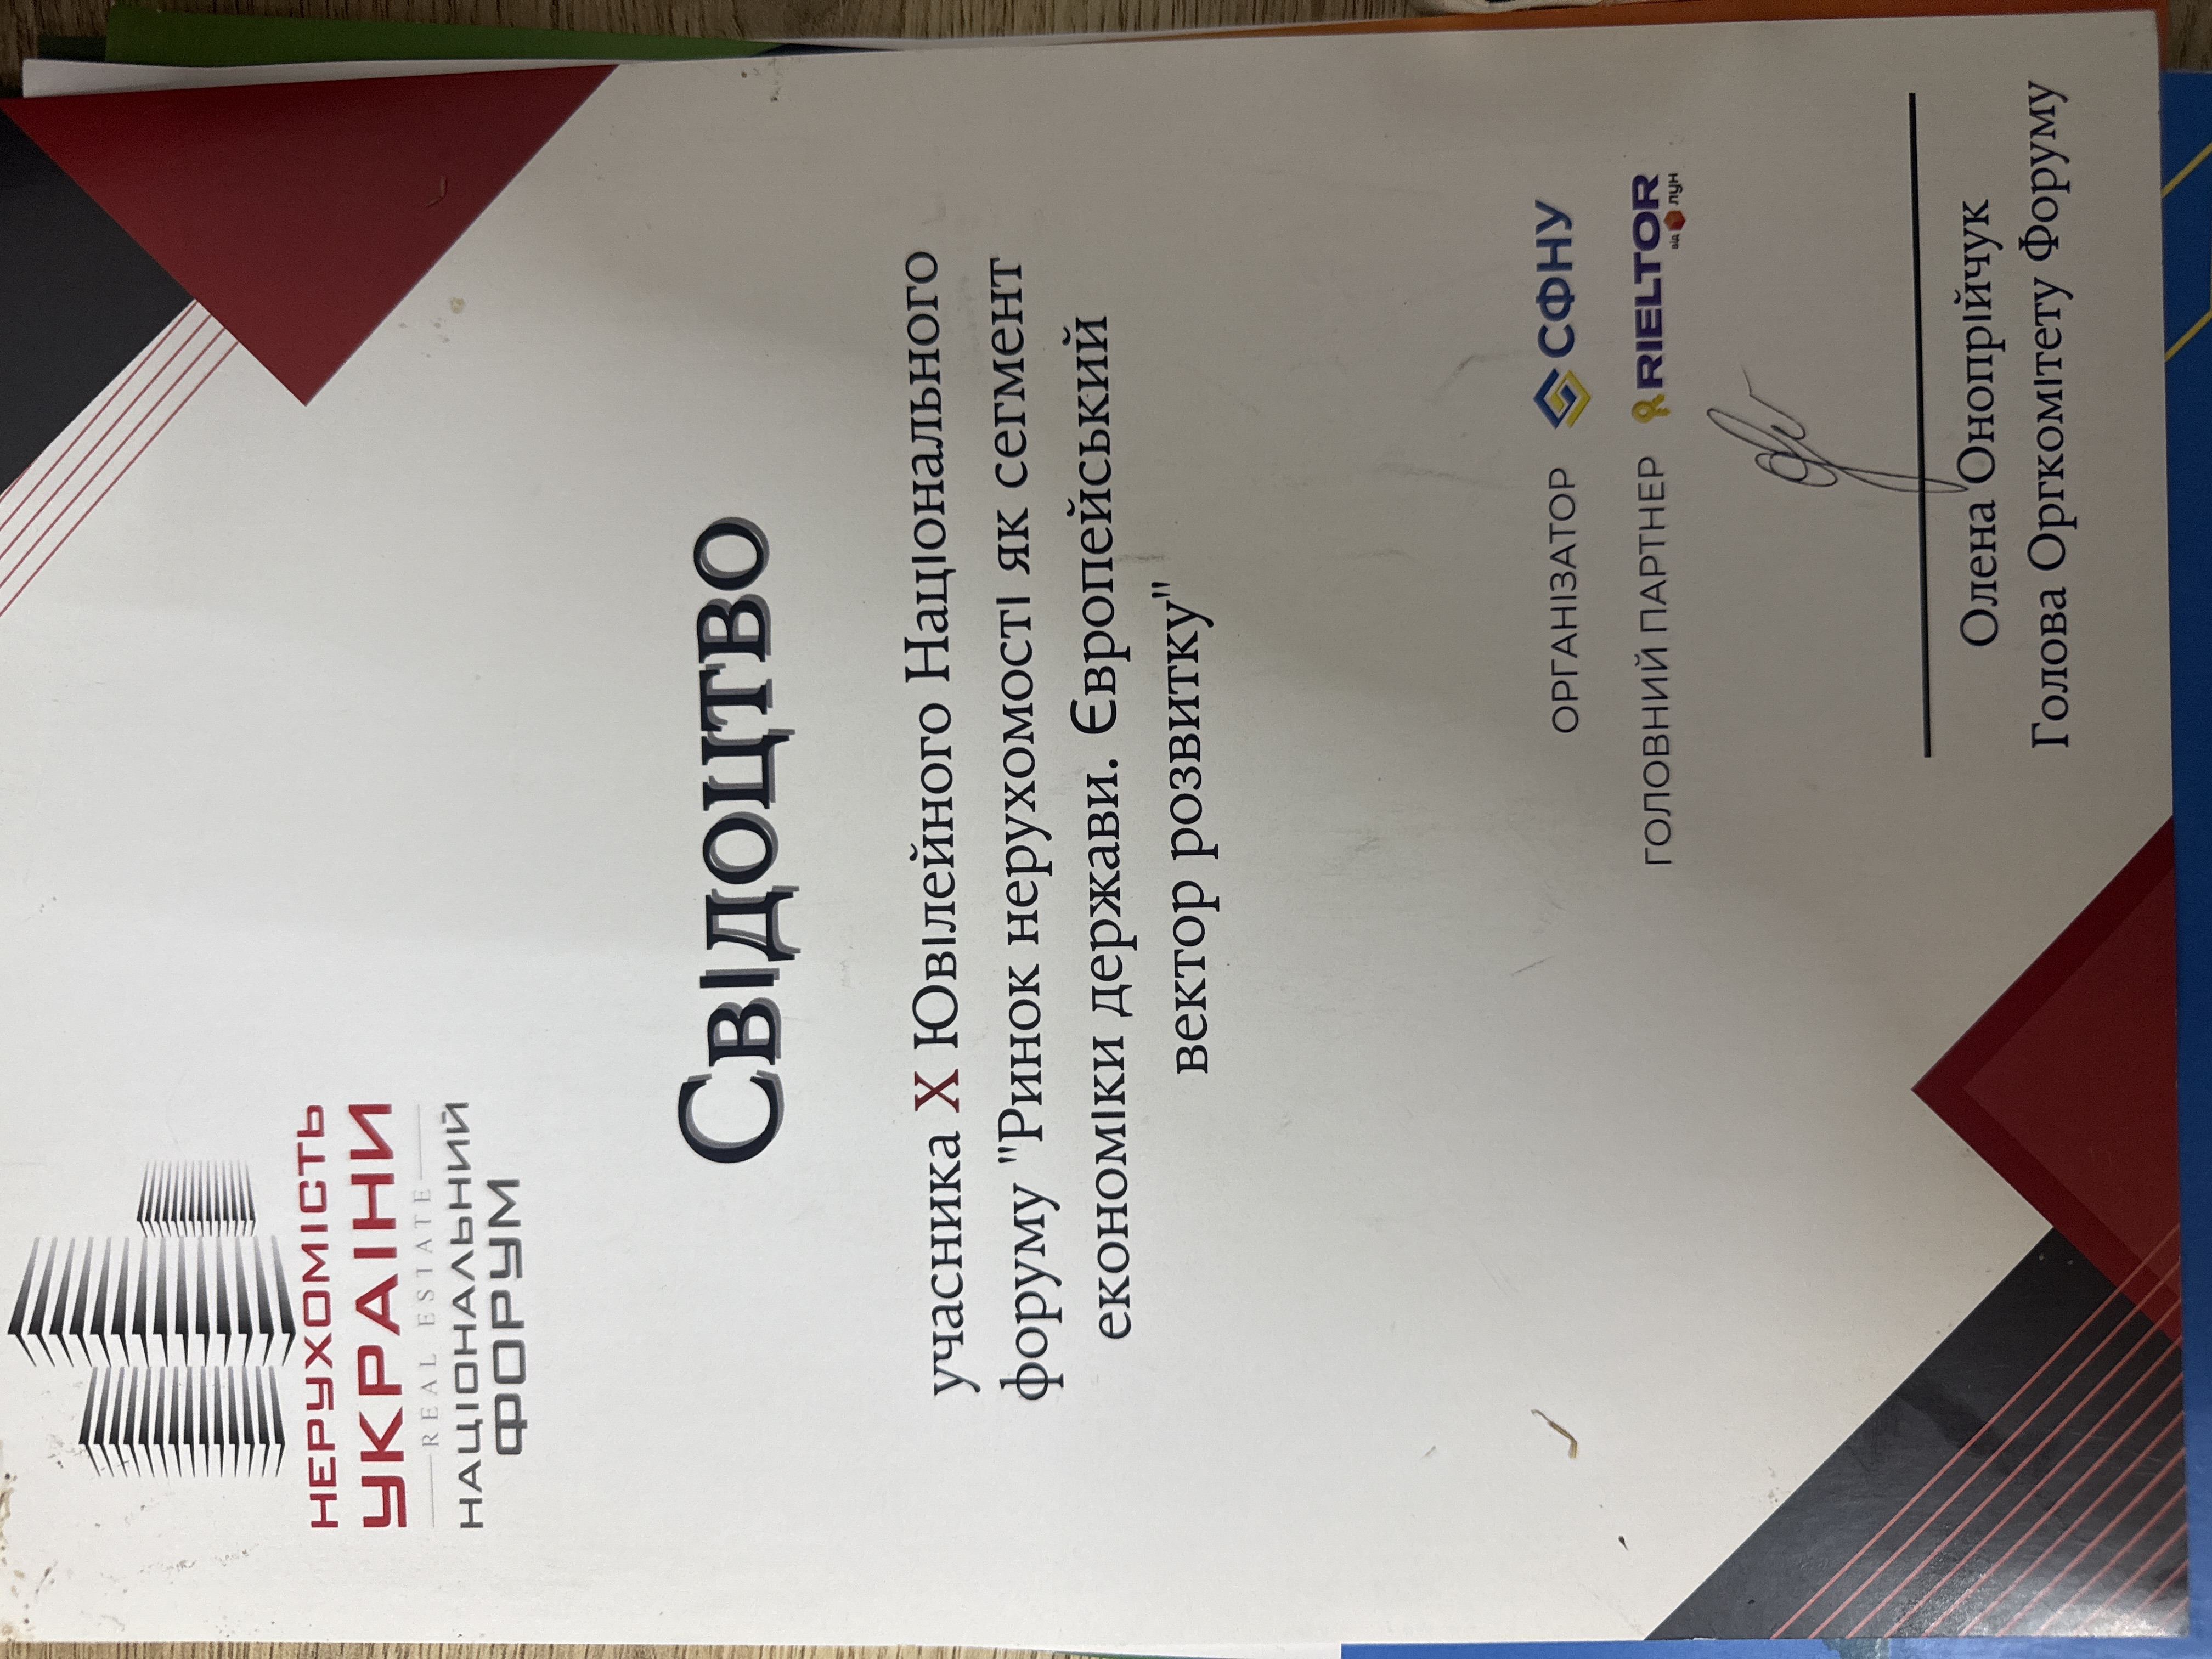 НЕРУХОМІСТЬ
УКРАІНИ
REAL ESTATE
НАЦІОНАЛЬНИЙ
ФОРУМ
Свідоцтво
учасника X Ювілейного Національного
форуму "Ринок нерухомості як сегмент
економіки держави. Європейський
вектор розвитку"
ОРГАНІЗАТОР СФНУ
ГОЛОВНИЙ ПАРТНЕР RIELTOR
від ЛУН
Олена Онопрійчук
Голова Оргкомітету Форуму